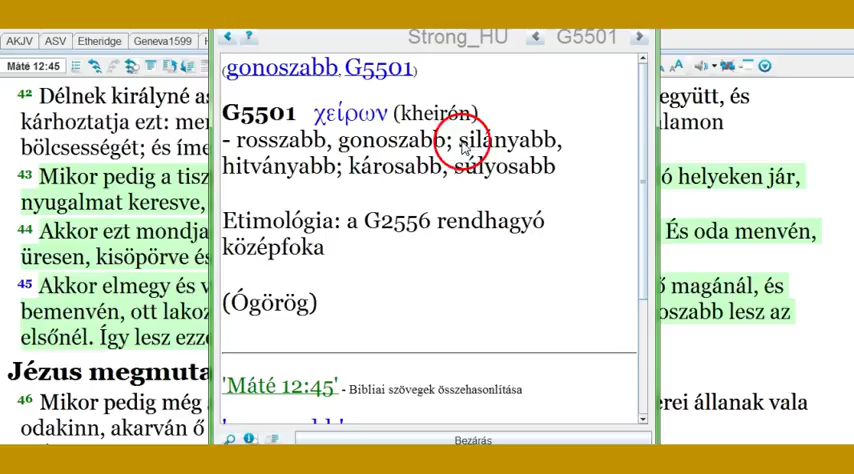 Strong_HU G5501
AKJV ASV Etheridge Geneva1599
Máté 12:45
(gonoszabb, G5501)
G5501 χείρων (kheirón)
- rosszabb, gonoszabb; silányabb,
hitványabb; károsabb, súlyosabb
Etimológia: a G2556 rendhagyó
középfoka
(Ógörög)
'Máté 12:45' - Bibliai szövegek összehasonlítása
Bezárás
42 Délnek királyné együtt, és
kárhoztatja ezt: alamon
bölcsességét; és íme
43 Mikor pedig a tisz helyeken jár,
nyugalmat keresve,
44 Akkor ezt mondja És oda menvén,
üresen, kisöpörve és
45 Akkor elmegy és magánál, és
bemenvén, ott lakoz oszabb lesz az
elsőnél. Így lesz ezze
Jézus megmuta
46 Mikor pedig még erei állanak vala
odakinn, akarván ő